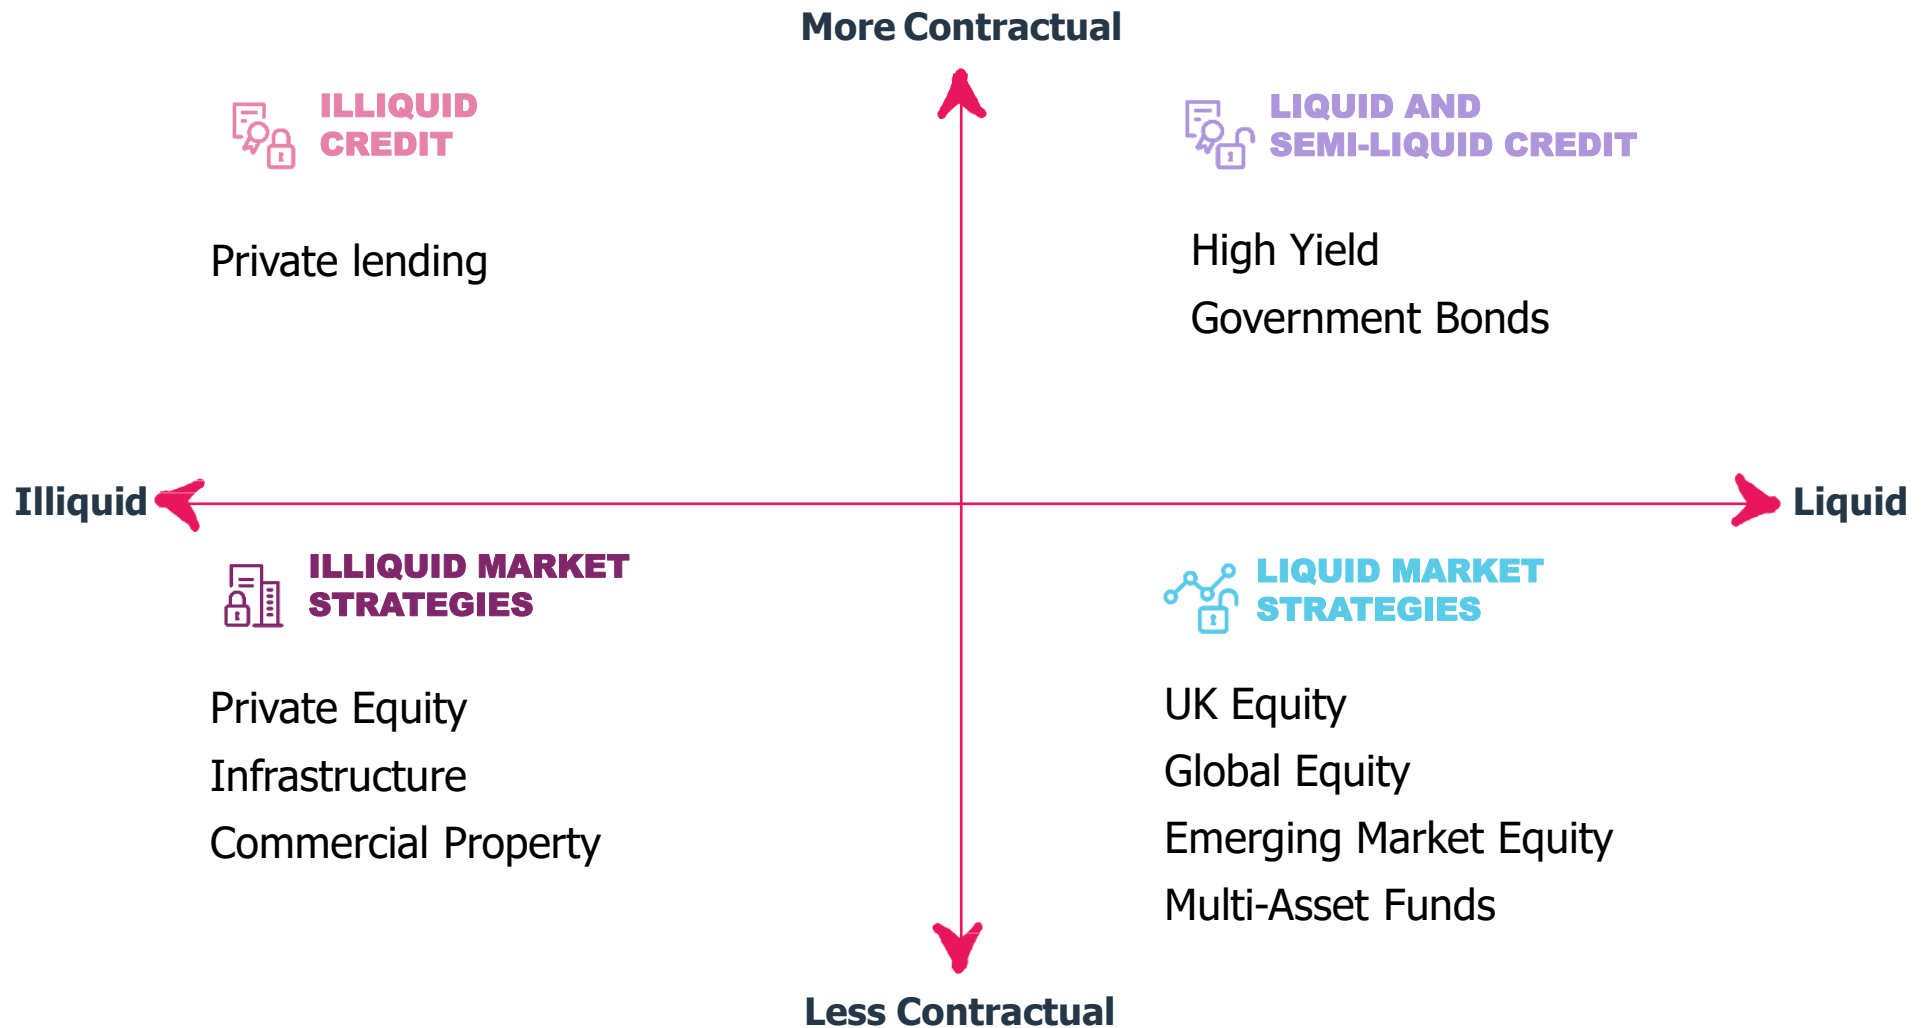 More Contractual
ILLIQUID
CREDIT
Private lending
LIQUID AND
SEMI-LIQUID CREDIT
High Yield
Government Bonds
Illiquid
Liquid
ILLIQUID MARKET
STRATEGIES
Private Equity
Infrastructure
Commercial Property
LIQUID MARKET
STRATEGIES
UK Equity
Global Equity
Emerging Market Equity
Multi-Asset Funds
Less Contractual